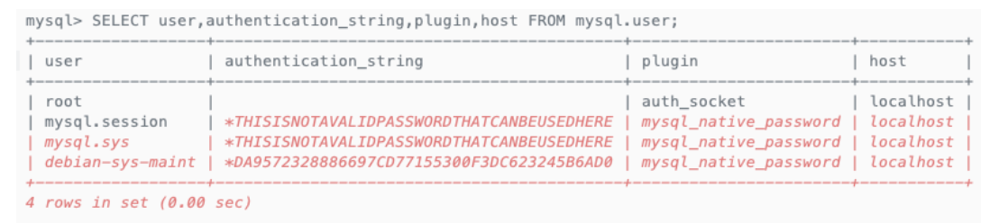 mysql> SELECT user,authentication_string,plugin,host FROM mysql.user;
+------------------+-------------------------------------------+-----------------------+-----------+
| user | authentication_string | plugin | host |
+------------------+-------------------------------------------+-----------------------+-----------+
| root | | auth_socket | localhost |
| mysql.session | *THISISNOTAVALIDPASSWORDTHATCANBEUSEDHERE | mysql_native_password | localhost |
| mysql.sys | *THISISNOTAVALIDPASSWORDTHATCANBEUSEDHERE | mysql_native_password | localhost |
| debian-sys-maint | *DA9572328886697CD77155300F3DC623245B6AD0 | mysql_native_password | localhost |
+------------------+-------------------------------------------+-----------------------+-----------+
4 rows in set (0.00 sec)